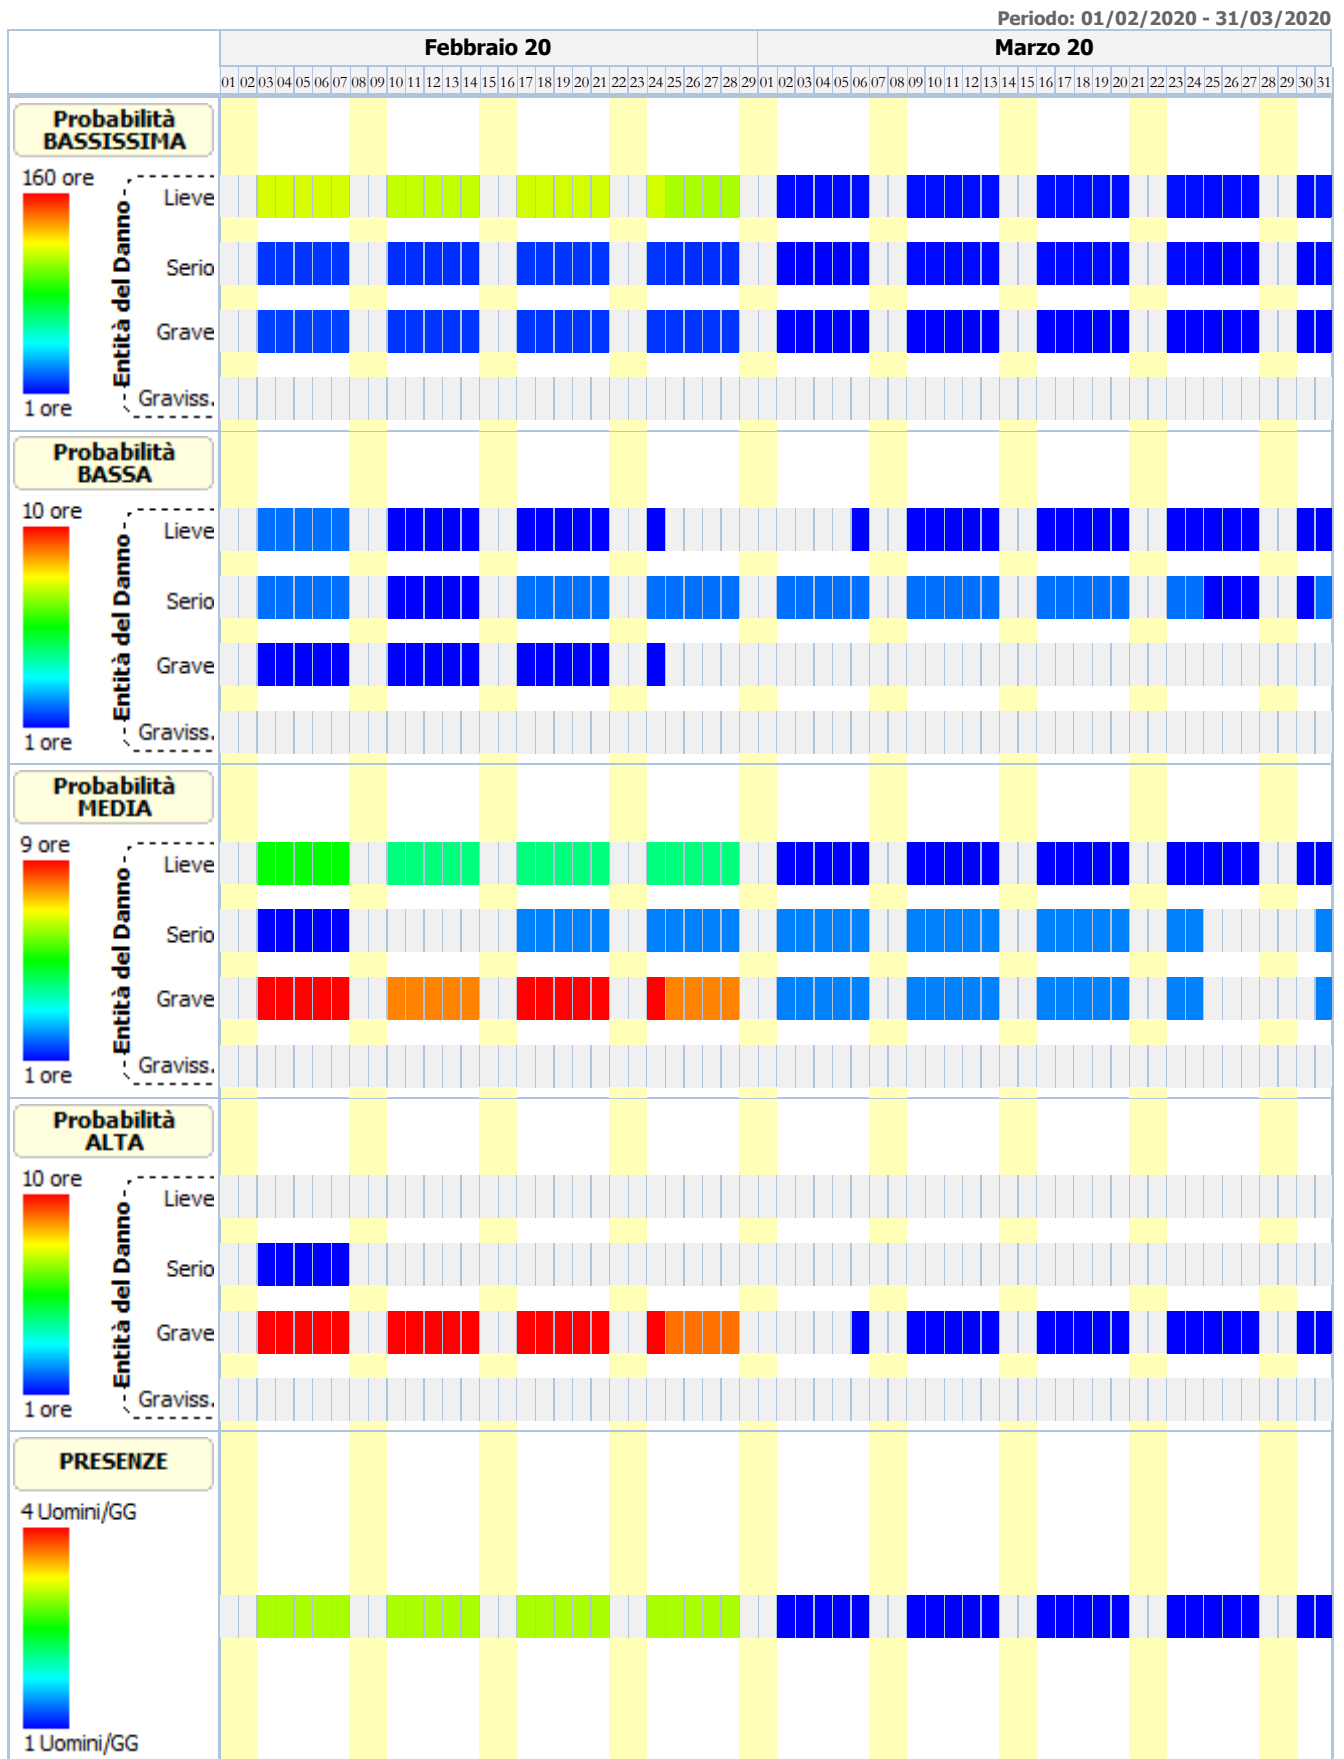 Periodo: 01/02/2020 - 31/03/2020
Febbraio 20 Marzo 20
01 02 03 04 05 06 07 08 09 10 11 12 13 14 15 16 17 18 19 20 21 22 23 24 25 26 27 28 29 01 02 03 04 05 06 07 08 09 10 11 12 13 14 15 16 17 18 19 20 21 22 23 24 25 26 27 28 29 30 31
Probabilità
BASSISSIMA
160 ore
Lieve
Serio
Grave
Graviss.
Entità del Danno
1 ore
Probabilità
BASSA
10 ore
Lieve
Serio
Grave
Graviss.
Entità del Danno
1 ore
Probabilità
MEDIA
9 ore
Lieve
Serio
Grave
Graviss.
Entità del Danno
1 ore
Probabilità
ALTA
10 ore
Lieve
Serio
Grave
Graviss.
Entità del Danno
1 ore
PRESENZE
4 Uomini/GG
1 Uomini/GG